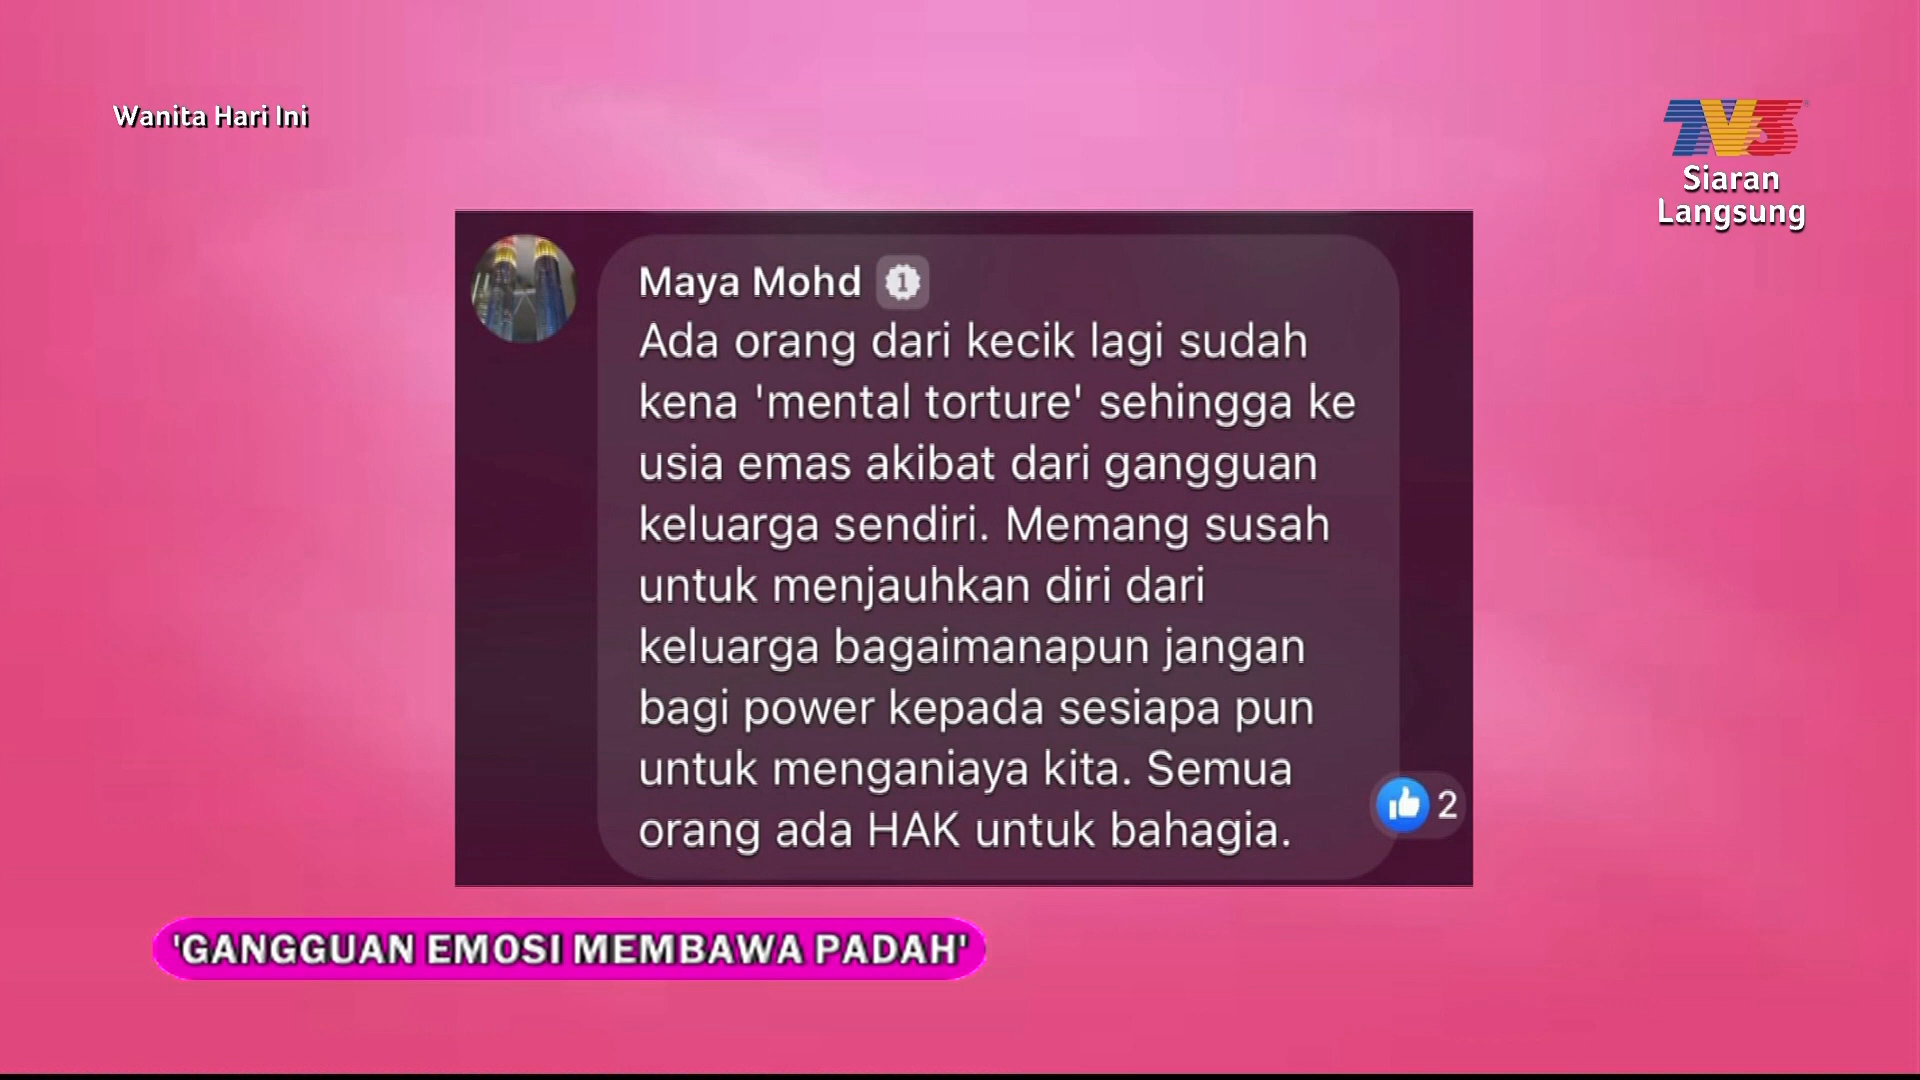 Wanita Hari Ini
TV3
Siaran
Langsung
Maya Mohd 1
Ada orang dari kecik lagi sudah
kena 'mental torture' sehingga ke
usia emas akibat dari gangguan
keluarga sendiri. Memang susah
untuk menjauhkan diri dari
keluarga bagaimanapun jangan
bagi power kepada sesiapa pun
untuk menganiaya kita. Semua
orang ada HAK untuk bahagia.
2
'GANGGUAN EMOSI MEMBAWA PADAH'